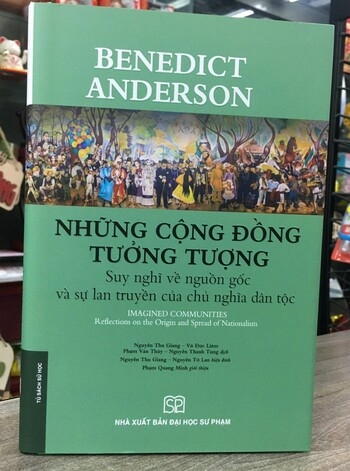 BENEDICT
ANDERSON
NHỮNG CỘNG ĐỒNG
TƯỞNG TƯỢNG
Suy nghĩ về nguồn gốc
và sự lan truyền của chủ nghĩa dân tộc
IMAGINED COMMUNITIES
Reflections on the Origin and Spread of Nationalism
Nguyễn Thu Giang – Vũ Đức Liêm
Phạm Văn Thủy – Nguyễn Thanh Tùng dịch
Nguyễn Thu Giang – Nguyễn Tô Lan hiệu đính
Phạm Quang Minh giới thiệu
TỦ SÁCH SỬ HỌC
SP
NHÀ XUẤT BẢN ĐẠI HỌC SƯ PHẠM